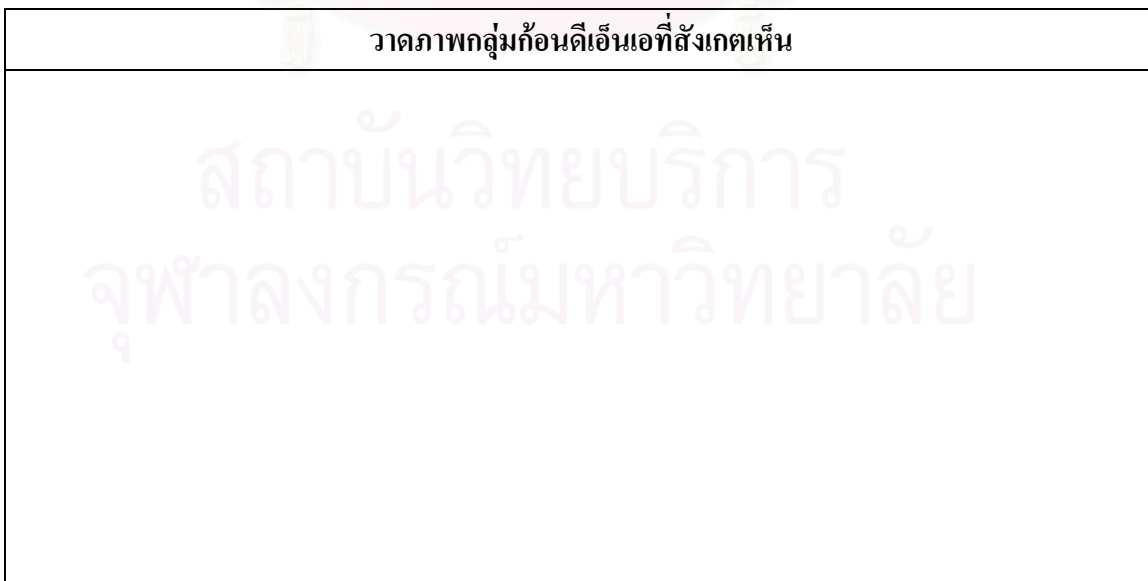 วาดภาพกลุ่มก้อนดีเอ็นเอที่สังเกตเห็น
สถาบันวิทยบริการ
จุฬาลงกรณ์มหาวิทยาลัย